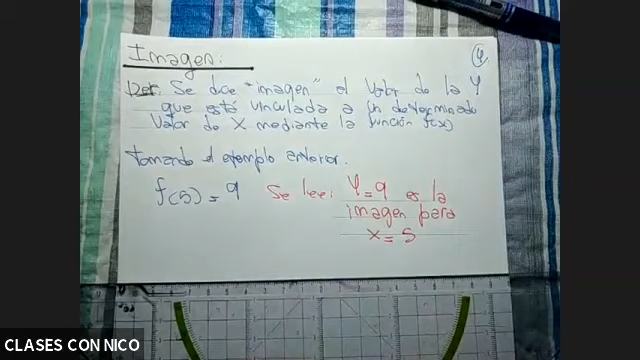 Imagen:
4
Def: Se dice "imagen" el valor de la Y
que está vinculada a un determinado
valor de X mediante la función f(x)
tomando el ejemplo anterior.
f(5) = 9 Se lee: Y = 9 es la
imagen para
x = 5
CLASES CON NICO